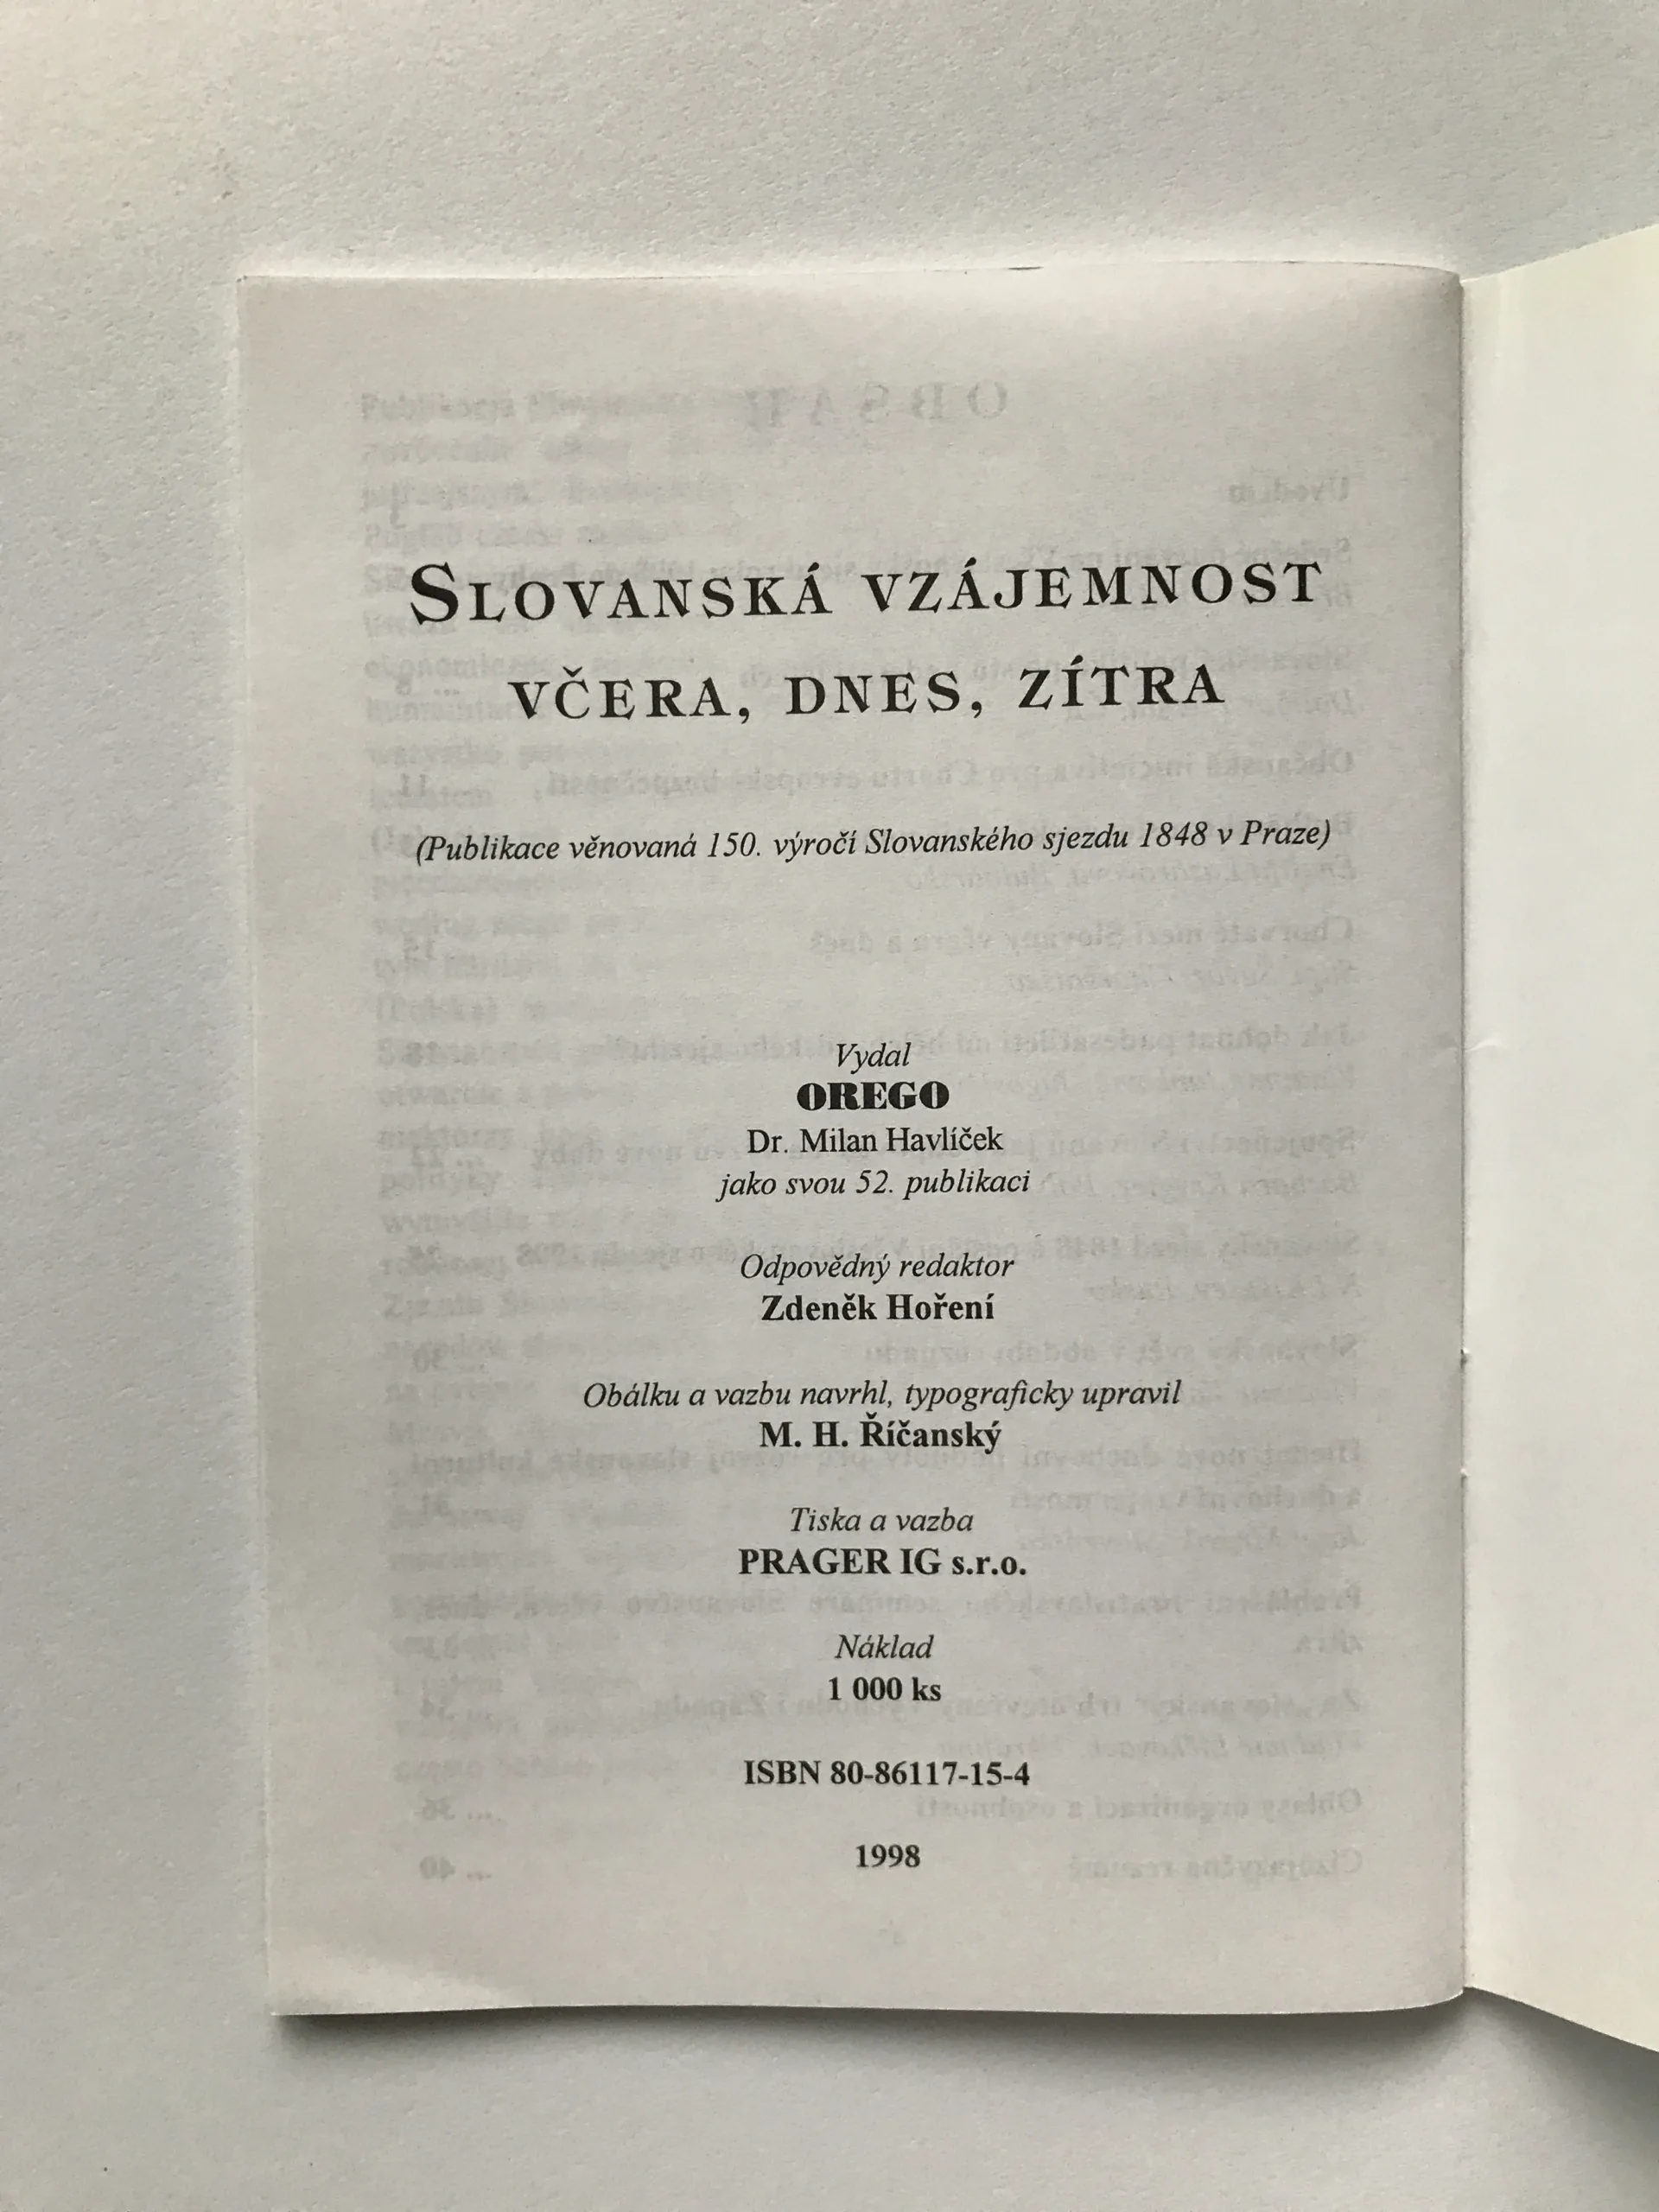 SLOVANSKÁ VZÁJEMNOST
VČERA, DNES, ZÍTRA
(Publikace věnovaná 150. výročí Slovanského sjezdu 1848 v Praze)
Vydal
OREGO
Dr. Milan Havlíček
jako svou 52. publikaci
Odpovědný redaktor
Zdeněk Hoření
Obálku a vazbu navrhl, typograficky upravil
M. H. Říčanský
Tiska a vazba
PRAGER IG s.r.o.
Náklad
1 000 ks
ISBN 80-86117-15-4
1998